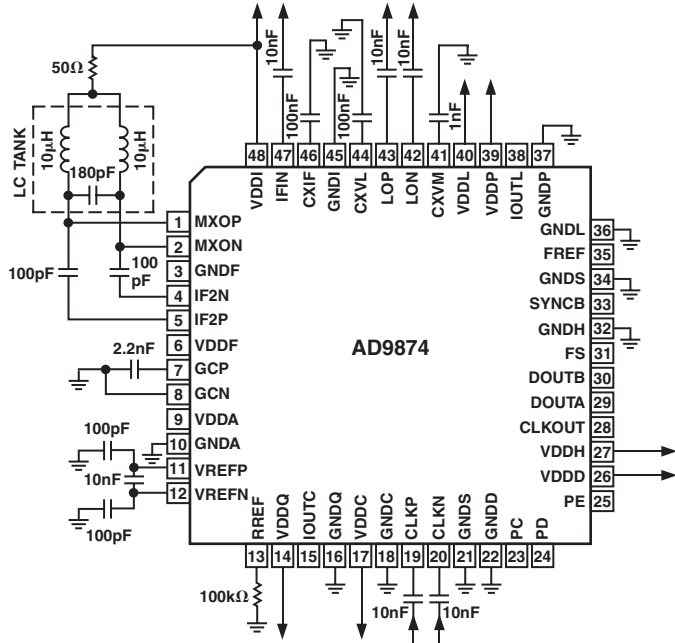 10nF
10nF
10nF
50Ω
100nF
100nF
1nF
LC TANK
10μH
10μH
180pF
48 47 46 45 44 43 42 41 40 39 38 37
VDDI IFIN CXIF GNDI CXVL LOP LON CXVM VDDL VDDP IOUTL GNDP
1 MXOP
2 MXON
100pF
100 pF
3 GNDF
4 IF2N
5 IF2P
6 VDDF
2.2nF
7 GCP
8 GCN
9 VDDA
10 GNDA
100pF
11 VREFP
10nF
12 VREFN
100pF
AD9874
GNDL 36
FREF 35
GNDS 34
SYNCB 33
GNDH 32
FS 31
DOUTB 30
DOUTA 29
CLKOUT 28
VDDH 27
VDDD 26
PE 25
RREF VDDQ IOUTC GNDQ VDDC GNDC CLKP CLKN GNDS GNDD PC PD
13 14 15 16 17 18 19 20 21 22 23 24
100kΩ
10nF
10nF